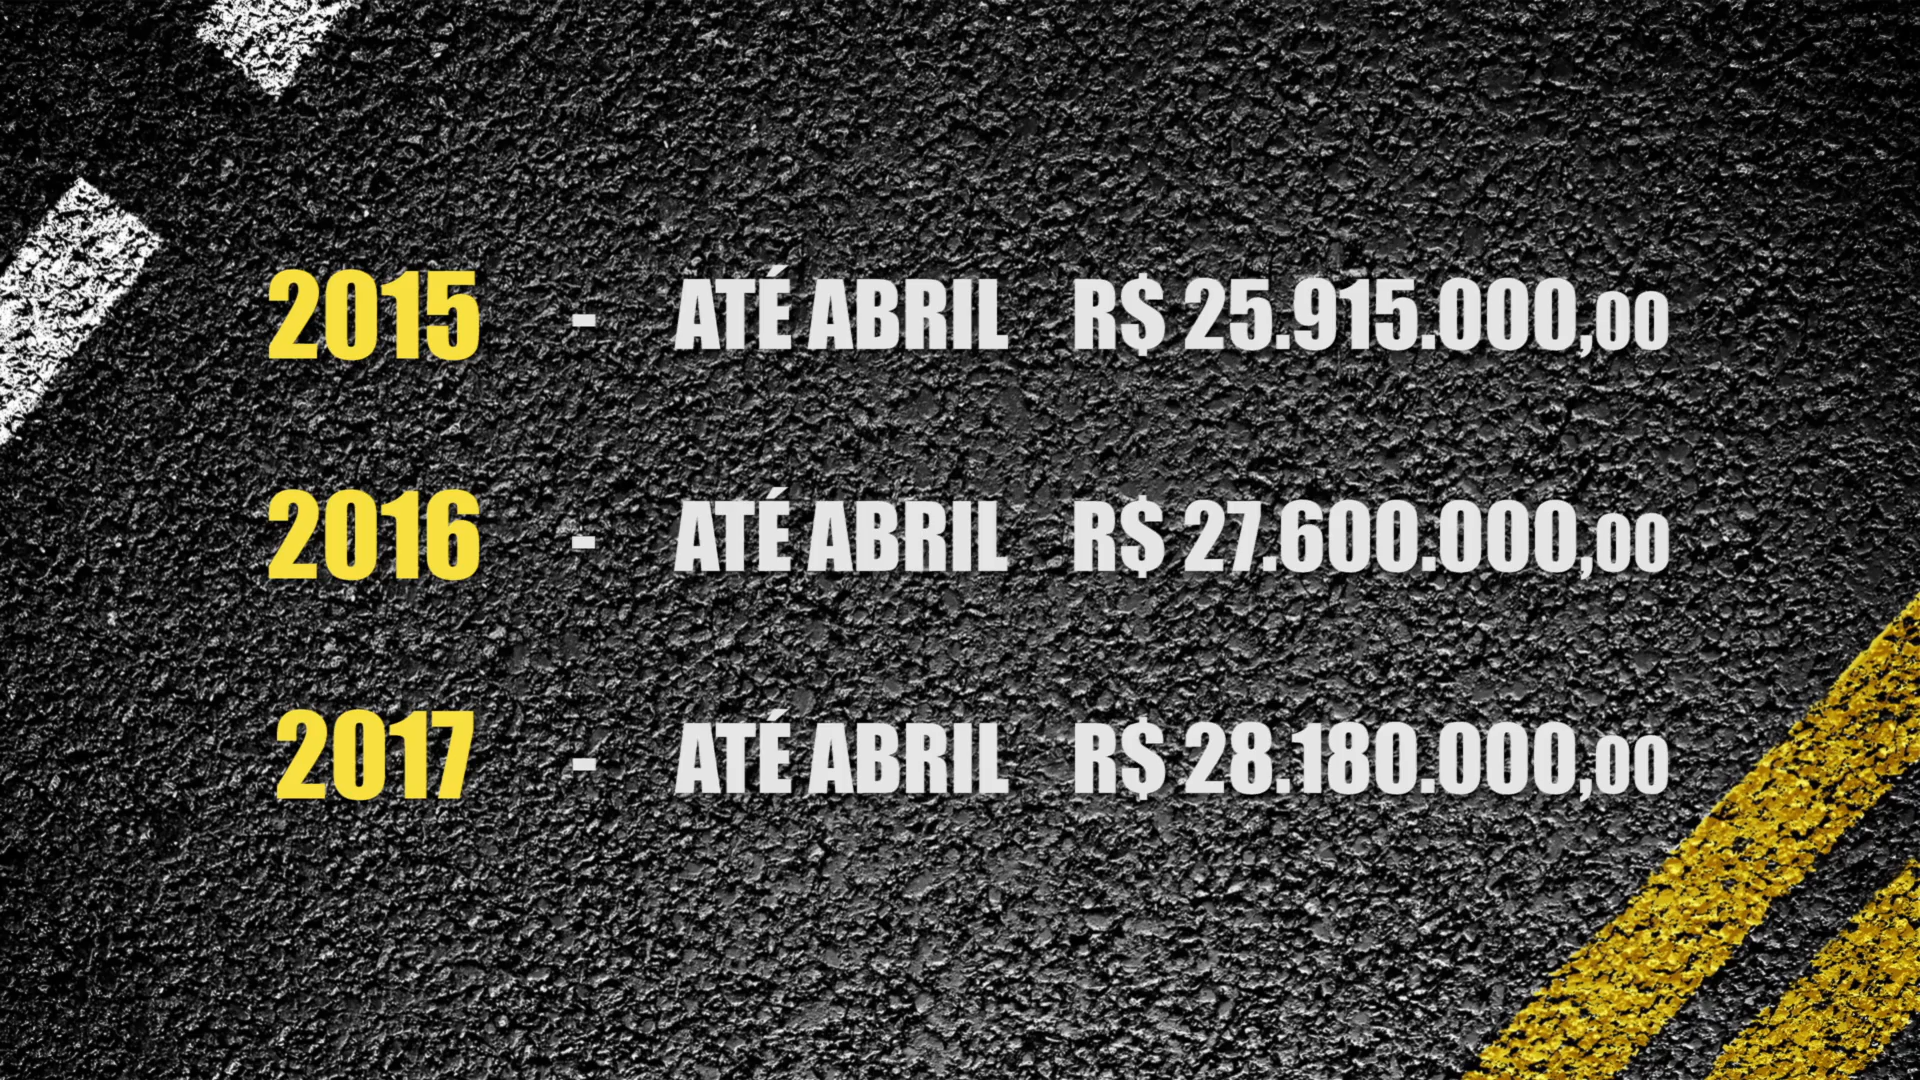 2015 - ATÉ ABRIL R$ 25.915.000,00
2016 - ATÉ ABRIL R$ 27.600.000,00
2017 - ATÉ ABRIL R$ 28.180.000,00